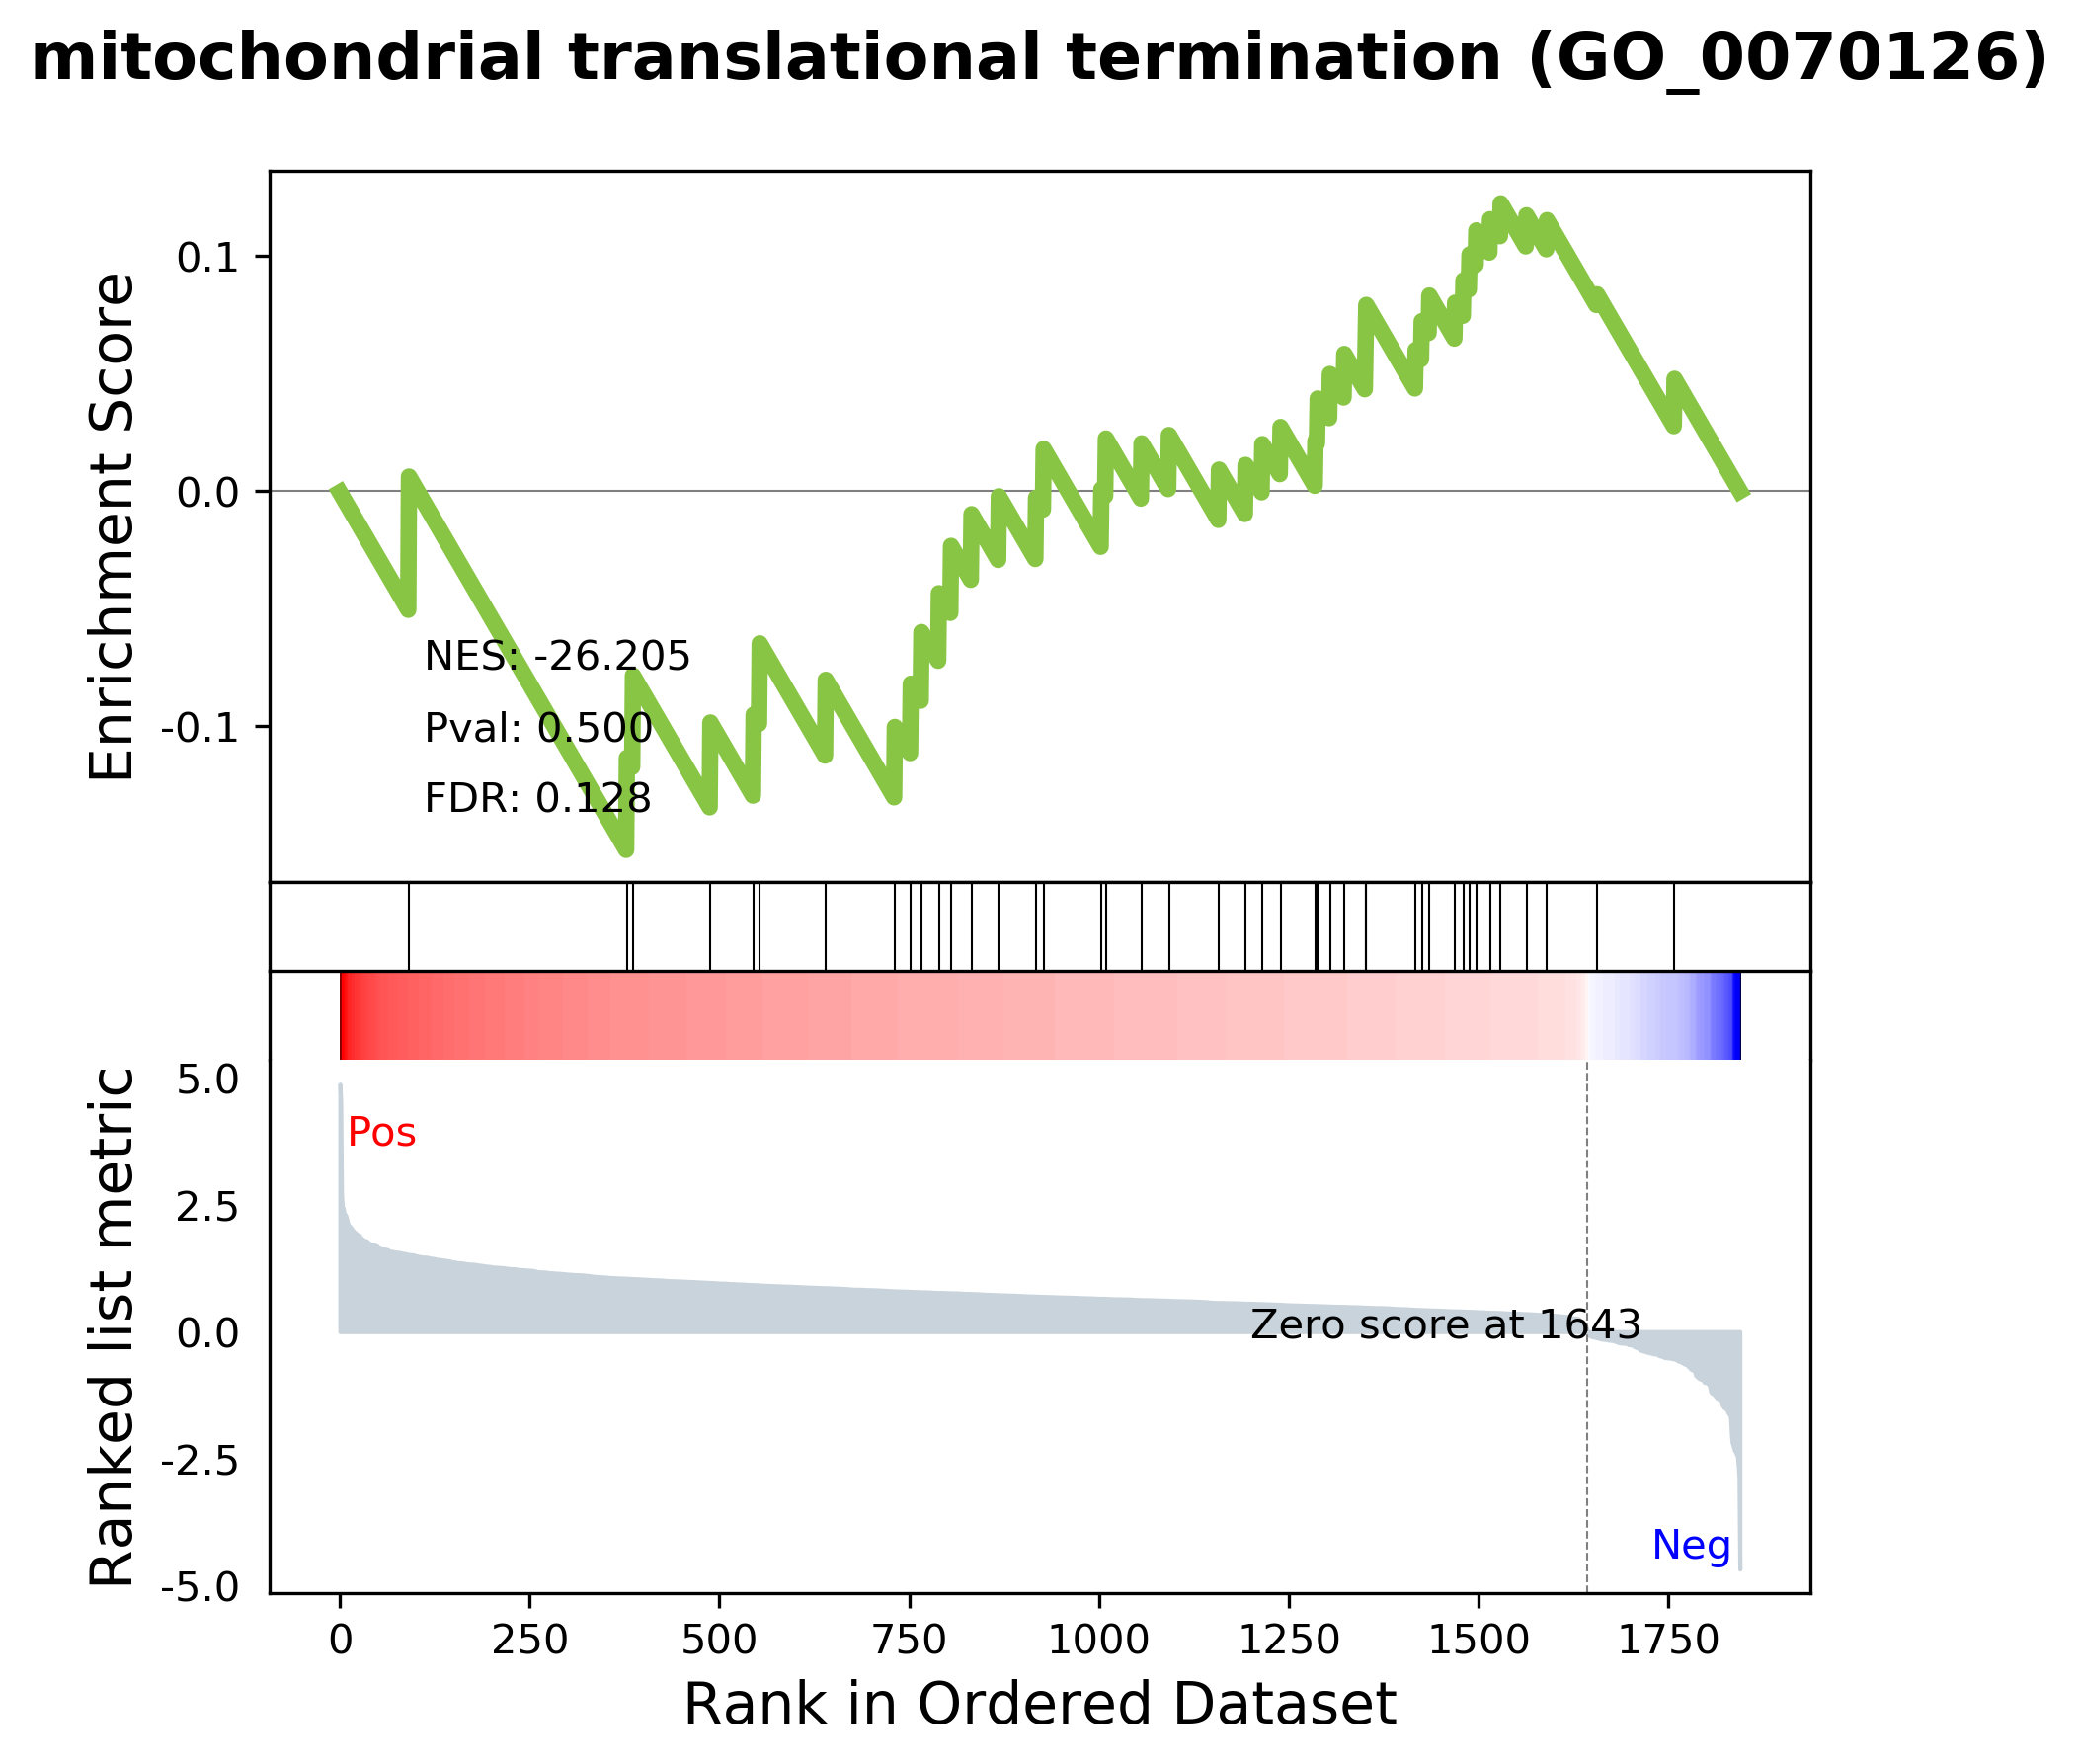 mitochondrial translational termination (GO_0070126)
Enrichment Score
0.1
0.0
-0.1
NES: -26.205
Pval: 0.500
FDR: 0.128
Ranked list metric
5.0
2.5
0.0
-2.5
-5.0
Pos
Zero score at 1643
Neg
0 250 500 750 1000 1250 1500 1750
Rank in Ordered Dataset